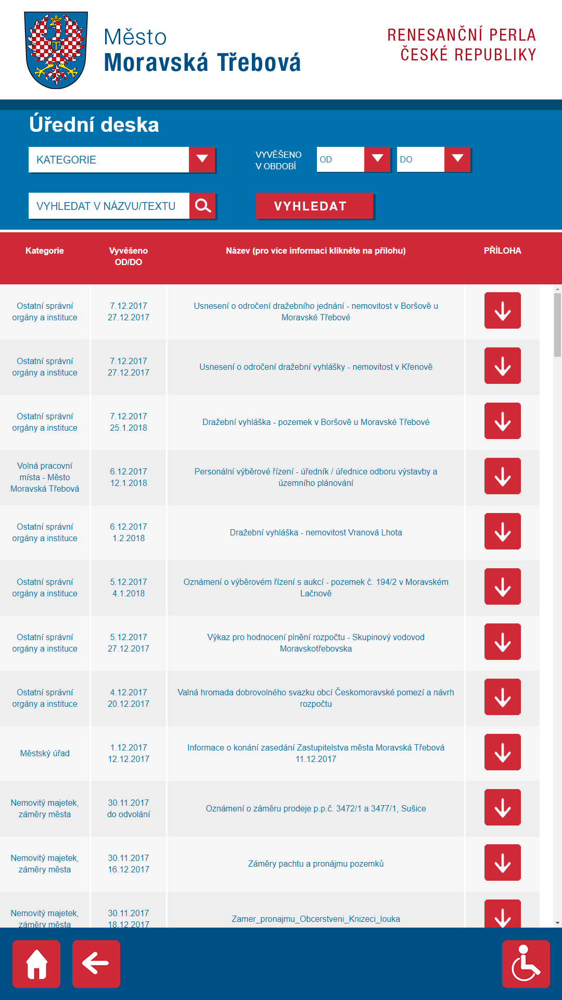 Město
Moravská Třebová
RENESANČNÍ PERLA
ČESKÉ REPUBLIKY
Úřední deska
KATEGORIE
VYVĚŠENO
V OBDOBÍ
OD
DO
VYHLEDAT V NÁZVU/TEXTU
VYHLEDAT
Kategorie
Vyvěšeno
OD/DO
Název (pro více informací klikněte na přílohu)
PŘÍLOHA
Ostatní správní
orgány a instituce
7.12.2017
27.12.2017
Usnesení o odročení dražebního jednání - nemovitost v Boršově u
Moravské Třebové
Ostatní správní
orgány a instituce
7.12.2017
27.12.2017
Usnesení o odročení dražební vyhlášky - nemovitost v Křenově
Ostatní správní
orgány a instituce
7.12.2017
25.1.2018
Dražební vyhláška - pozemek v Boršově u Moravské Třebové
Volná pracovní
místa - Město
Moravská Třebová
6.12.2017
12.1.2018
Personální výběrové řízení - úředník / úřednice odboru výstavby a
územního plánování
Ostatní správní
orgány a instituce
6.12.2017
1.2.2018
Dražební vyhláška - nemovitost Vranová Lhota
Ostatní správní
orgány a instituce
5.12.2017
4.1.2018
Oznámení o výběrovém řízení s aukcí - pozemek č. 194/2 v Moravském
Lačnově
Ostatní správní
orgány a instituce
5.12.2017
27.12.2017
Výkaz pro hodnocení plnění rozpočtu - Skupinový vodovod
Moravskotřebovska
Ostatní správní
orgány a instituce
4.12.2017
20.12.2017
Valná hromada dobrovolného svazku obcí Českomoravské pomezí a návrh
rozpočtu
Městský úřad
1.12.2017
12.12.2017
Informace o konání zasedání Zastupitelstva města Moravská Třebová
11.12.2017
Nemovitý majetek,
záměry města
30.11.2017
do odvolání
Oznámení o záměru prodeje p.p.č. 3472/1 a 3477/1, Sušice
Nemovitý majetek,
záměry města
30.11.2017
16.12.2017
Záměry pachtu a pronájmu pozemků
Nemovitý majetek,
záměry města
30.11.2017
18.12.2017
Zamer_pronajmu_Obcerstveni_Knizeci_louka